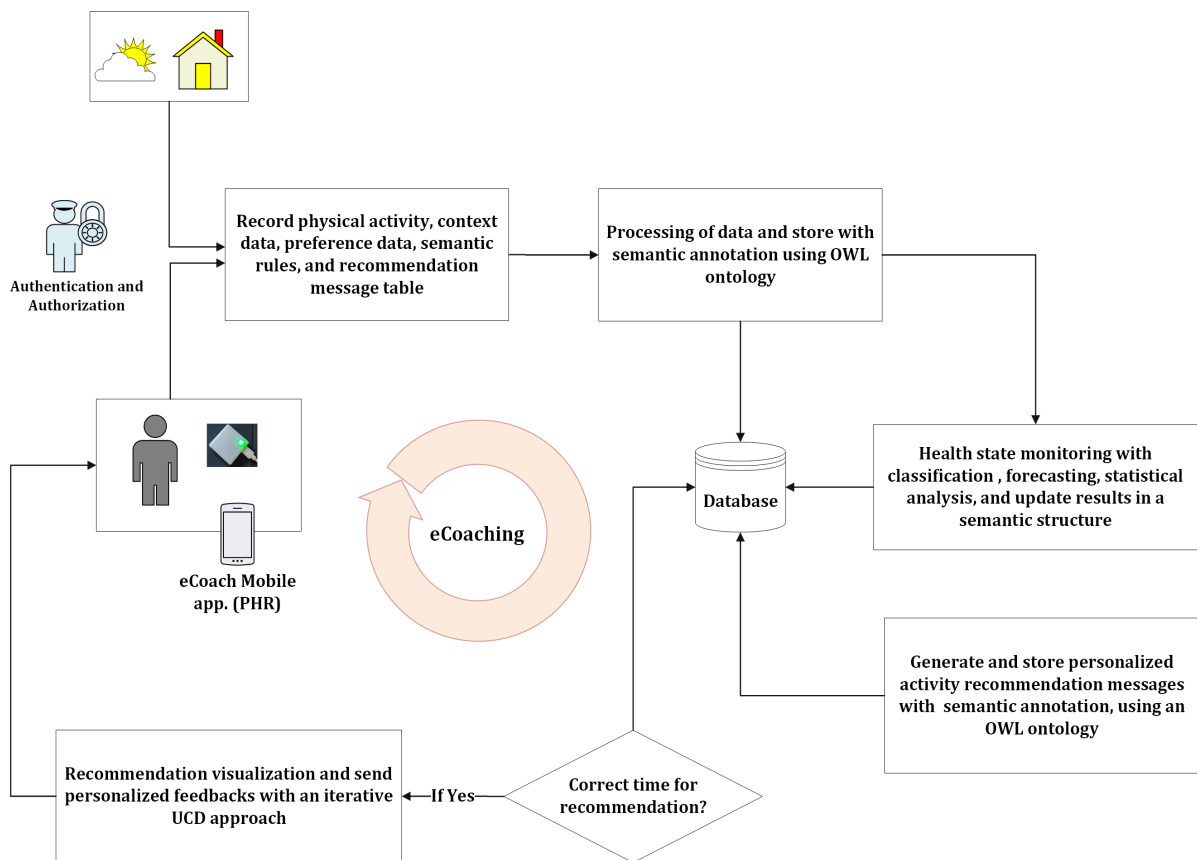 Record physical activity, context
data, preference data, semantic
rules, and recommendation
message table
Processing of data and store with
semantic annotation using OWL
ontology
Authentication and
Authorization
Health state monitoring with
classification , forecasting, statistical
analysis, and update results in a
semantic structure
Database
eCoaching
eCoach Mobile
app. (PHR)
Generate and store personalized
activity recommendation messages
with semantic annotation, using an
OWL ontology
Recommendation visualization and send
personalized feedbacks with an iterative
UCD approach
If Yes
Correct time for
recommendation?